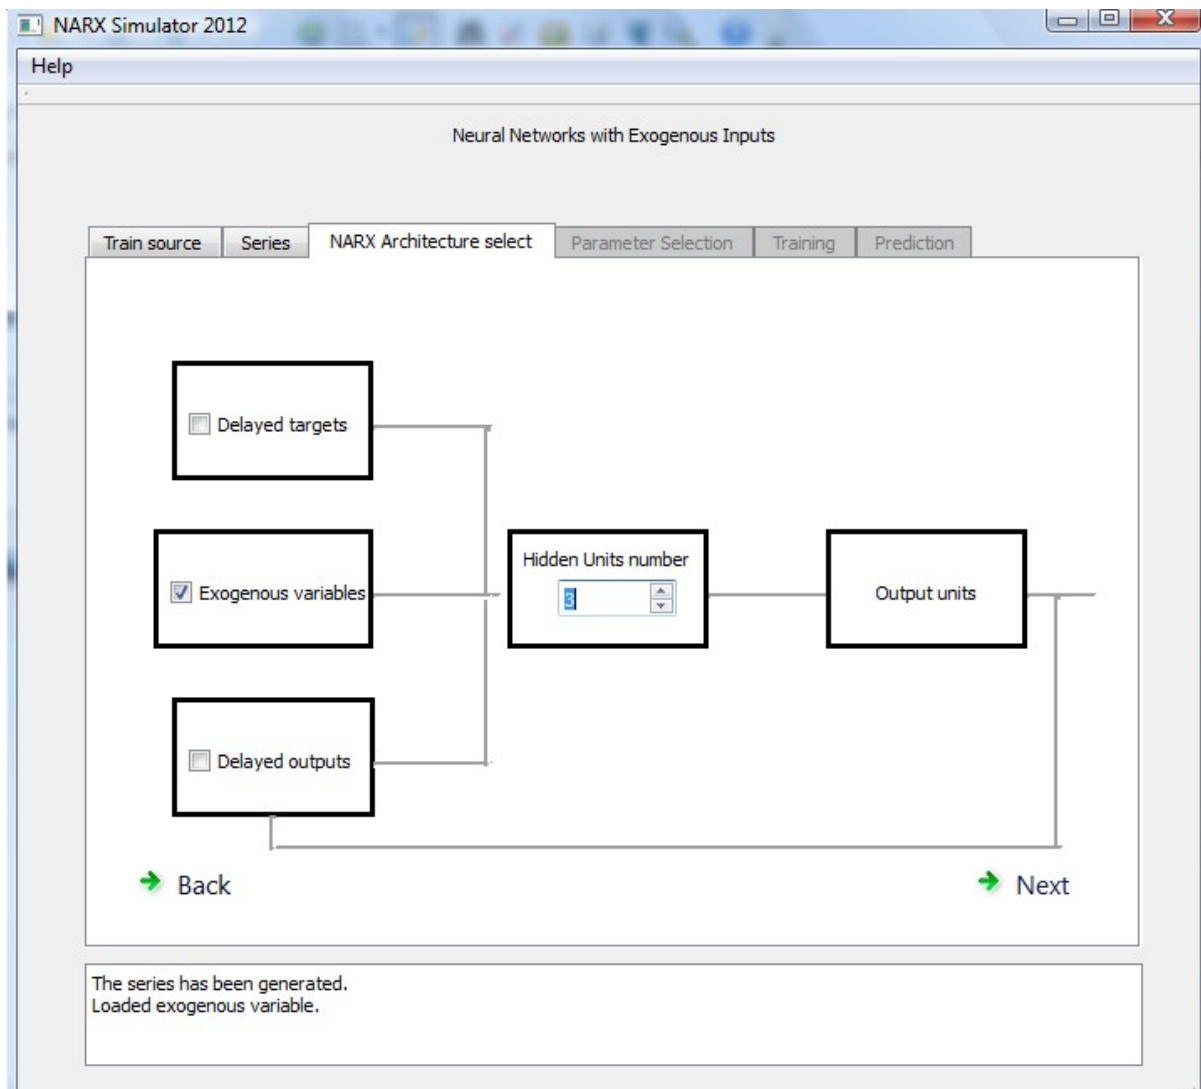 NARX Simulator 2012
Help
Neural Networks with Exogenous Inputs
Train source Series NARX Architecture select Parameter Selection Training Prediction
Delayed targets
Hidden Units number
Exogenous variables 3 Output units
Delayed outputs
Back Next
The series has been generated.
Loaded exogenous variable.